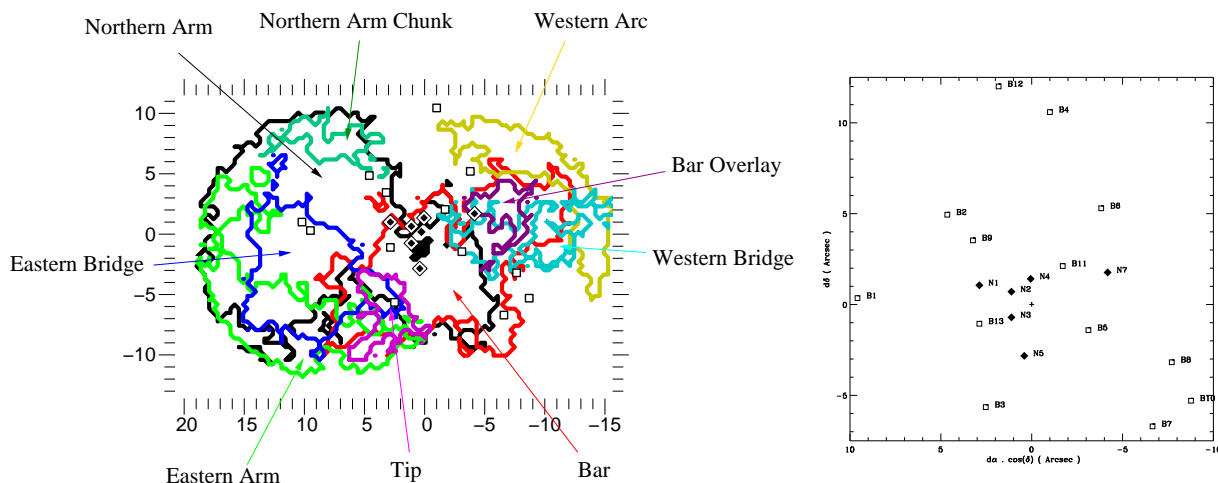 Northern Arm Chunk
Western Arc
Northern Arm
Bar Overlay
Eastern Bridge
Western Bridge
Eastern Arm
Tip
Bar
10
5
0
−5
−10
20 15 10 5 0 −5 −10 −15
B12
B4
B2
B6
B9
B11
N4
N7
N1
N2
B1
N3
B13
B5
N5
B8
B3
B10
B7
10
5
0
-5
10 5 0 -5 -10
dδ ( Arcsec )
dα . cos(δ) ( Arcsec )